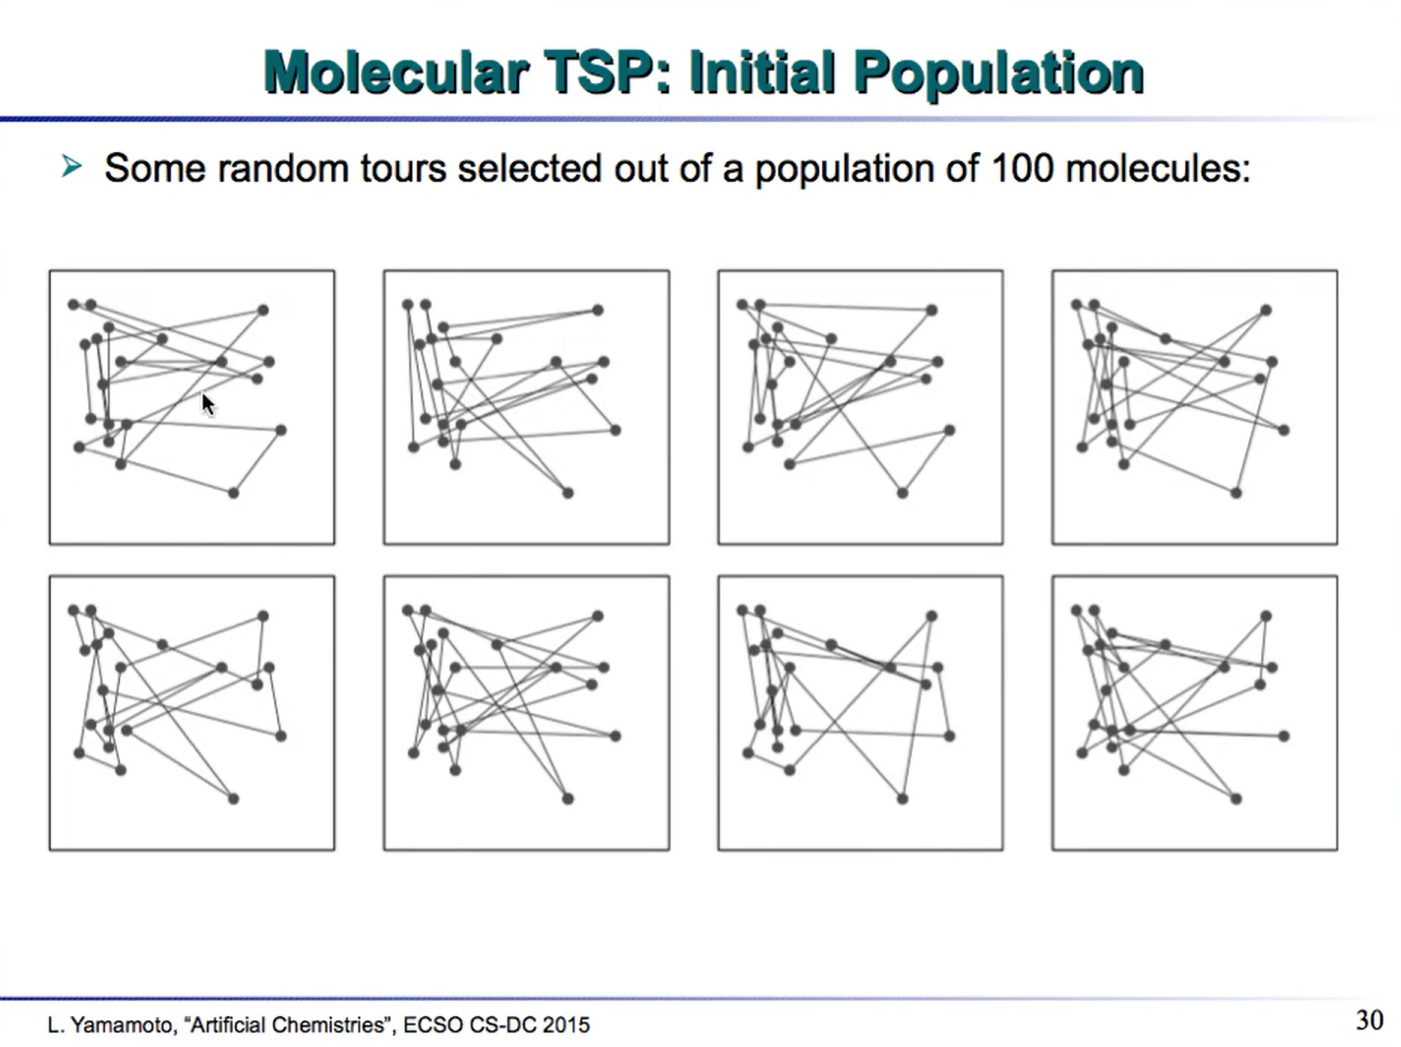 Molecular TSP: Initial Population
Some random tours selected out of a population of 100 molecules:
L. Yamamoto, “Artificial Chemistries”, ECSO CS-DC 2015
30